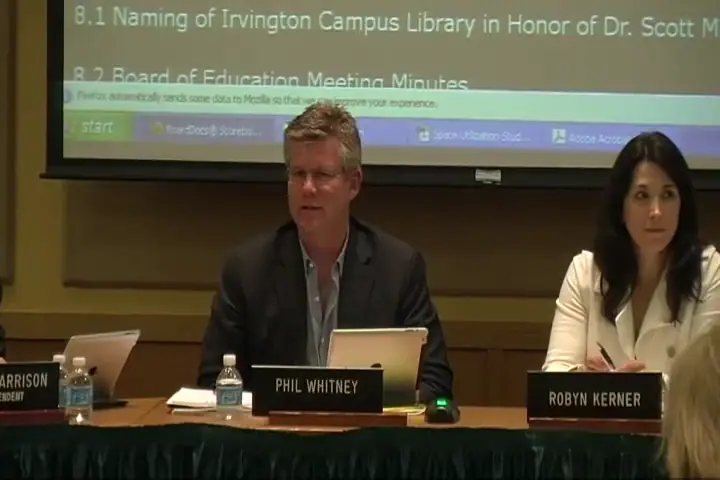 8.1 Naming of Irvington Campus Library in Honor of Dr. Scott M
8.2 Board of Education Meeting Minutes
Firefox automatically sends some data to Mozilla so that we can improve your experience.
start
Space Utilization Stud...
Adobe Acrobat
ARRISON
PHIL WHITNEY
ROBYN KERNER